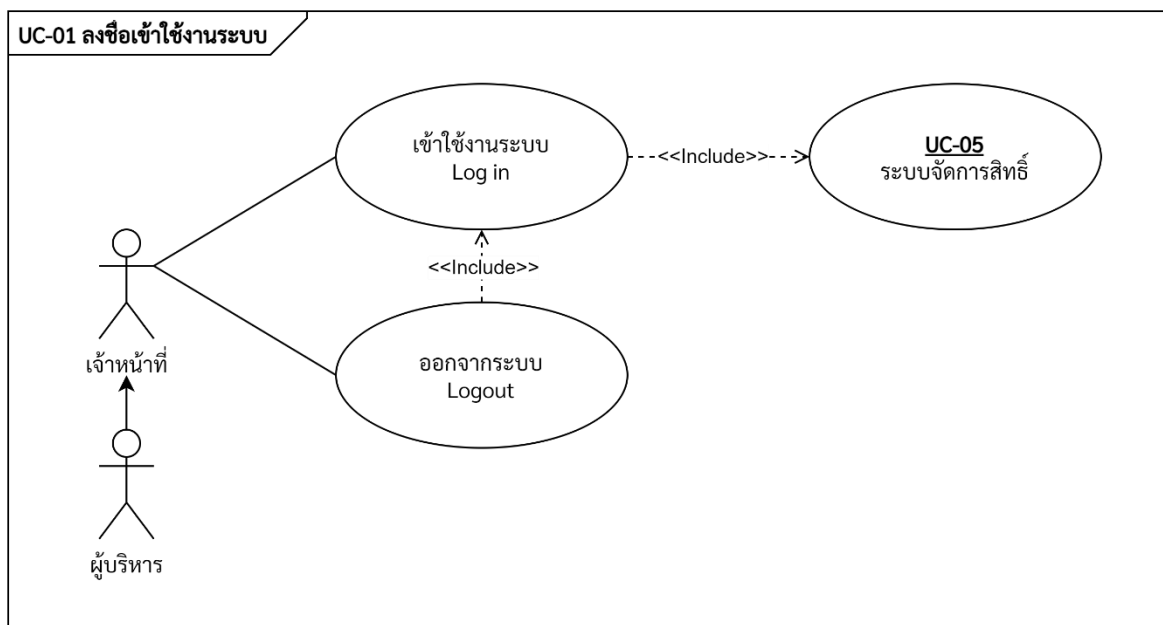 UC-01 ลงชื่อเข้าใช้งานระบบ
เข้าใช้งานระบบ
Log in
<<Include>>
UC-05
ระบบจัดการสิทธิ์
<<Include>>
ออกจากระบบ
Logout
เจ้าหน้าที่
ผู้บริหาร